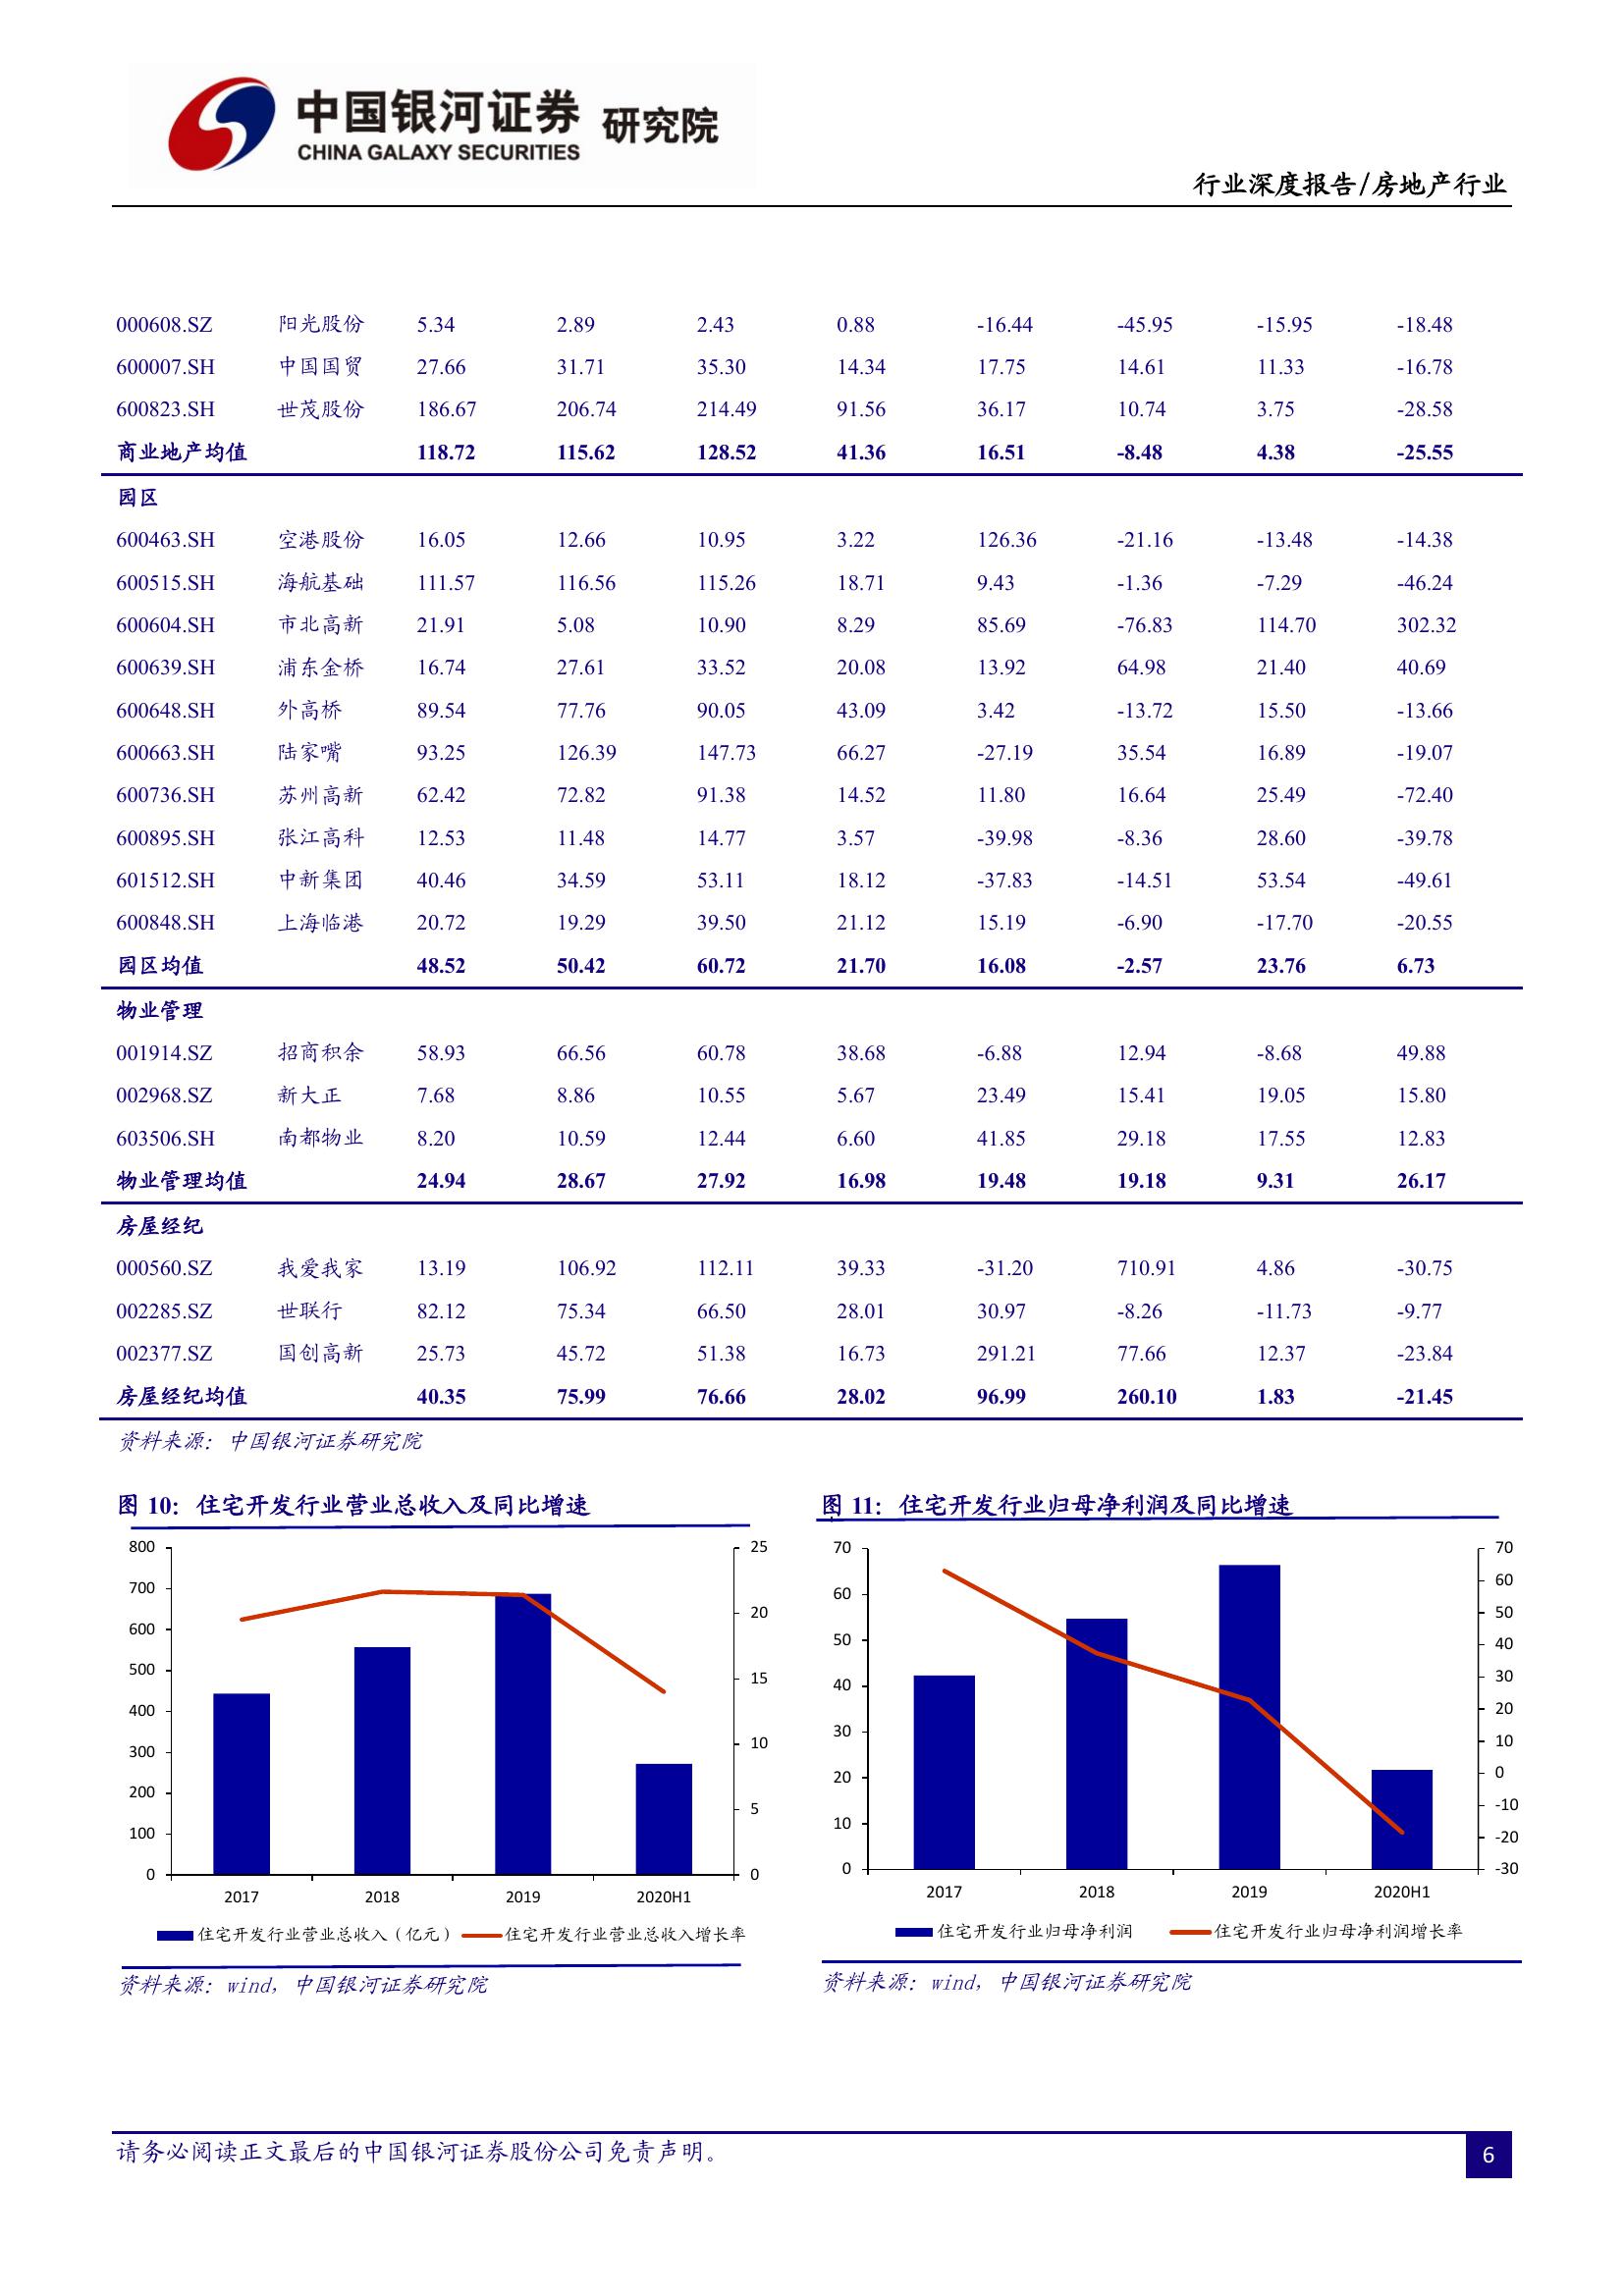 中国银河证券 研究院
CHINA GALAXY SECURITIES
行业深度报告/房地产行业
000608.SZ 阳光股份 5.34 2.89 2.43 0.88 -16.44 -45.95 -15.95 -18.48
600007.SH 中国国贸 27.66 31.71 35.30 14.34 17.75 14.61 11.33 -16.78
600823.SH 世茂股份 186.67 206.74 214.49 91.56 36.17 10.74 3.75 -28.58
商业地产均值 118.72 115.62 128.52 41.36 16.51 -8.48 4.38 -25.55
园区
600463.SH 空港股份 16.05 12.66 10.95 3.22 126.36 -21.16 -13.48 -14.38
600515.SH 海航基础 111.57 116.56 115.26 18.71 9.43 -1.36 -7.29 -46.24
600604.SH 市北高新 21.91 5.08 10.90 8.29 85.69 -76.83 114.70 302.32
600639.SH 浦东金桥 16.74 27.61 33.52 20.08 13.92 64.98 21.40 40.69
600648.SH 外高桥 89.54 77.76 90.05 43.09 3.42 -13.72 15.50 -13.66
600663.SH 陆家嘴 93.25 126.39 147.73 66.27 -27.19 35.54 16.89 -19.07
600736.SH 苏州高新 62.42 72.82 91.38 14.52 11.80 16.64 25.49 -72.40
600895.SH 张江高科 12.53 11.48 14.77 3.57 -39.98 -8.36 28.60 -39.78
601512.SH 中新集团 40.46 34.59 53.11 18.12 -37.83 -14.51 53.54 -49.61
600848.SH 上海临港 20.72 19.29 39.50 21.12 15.19 -6.90 -17.70 -20.55
园区均值 48.52 50.42 60.72 21.70 16.08 -2.57 23.76 6.73
物业管理
001914.SZ 招商积余 58.93 66.56 60.78 38.68 -6.88 12.94 -8.68 49.88
002968.SZ 新大正 7.68 8.86 10.55 5.67 23.49 15.41 19.05 15.80
603506.SH 南都物业 8.20 10.59 12.44 6.60 41.85 29.18 17.55 12.83
物业管理均值 24.94 28.67 27.92 16.98 19.48 19.18 9.31 26.17
房屋经纪
000560.SZ 我爱我家 13.19 106.92 112.11 39.33 -31.20 710.91 4.86 -30.75
002285.SZ 世联行 82.12 75.34 66.50 28.01 30.97 -8.26 -11.73 -9.77
002377.SZ 国创高新 25.73 45.72 51.38 16.73 291.21 77.66 12.37 -23.84
房屋经纪均值 40.35 75.99 76.66 28.02 96.99 260.10 1.83 -21.45
资料来源：中国银河证券研究院
图 10：住宅开发行业营业总收入及同比增速
800 25
700
600 20
500 15
400
300 10
200 5
100
0 0
2017 2018 2019 2020H1
住宅开发行业营业总收入（亿元） 住宅开发行业营业总收入增长率
资料来源：wind，中国银河证券研究院
图 11：住宅开发行业归母净利润及同比增速
70 70
60 60
50 50
40 40
30 30
20 20
10 10
0 0
-10
-20
-30
2017 2018 2019 2020H1
住宅开发行业归母净利润 住宅开发行业归母净利润增长率
资料来源：wind，中国银河证券研究院
请务必阅读正文最后的中国银河证券股份公司免责声明。
6